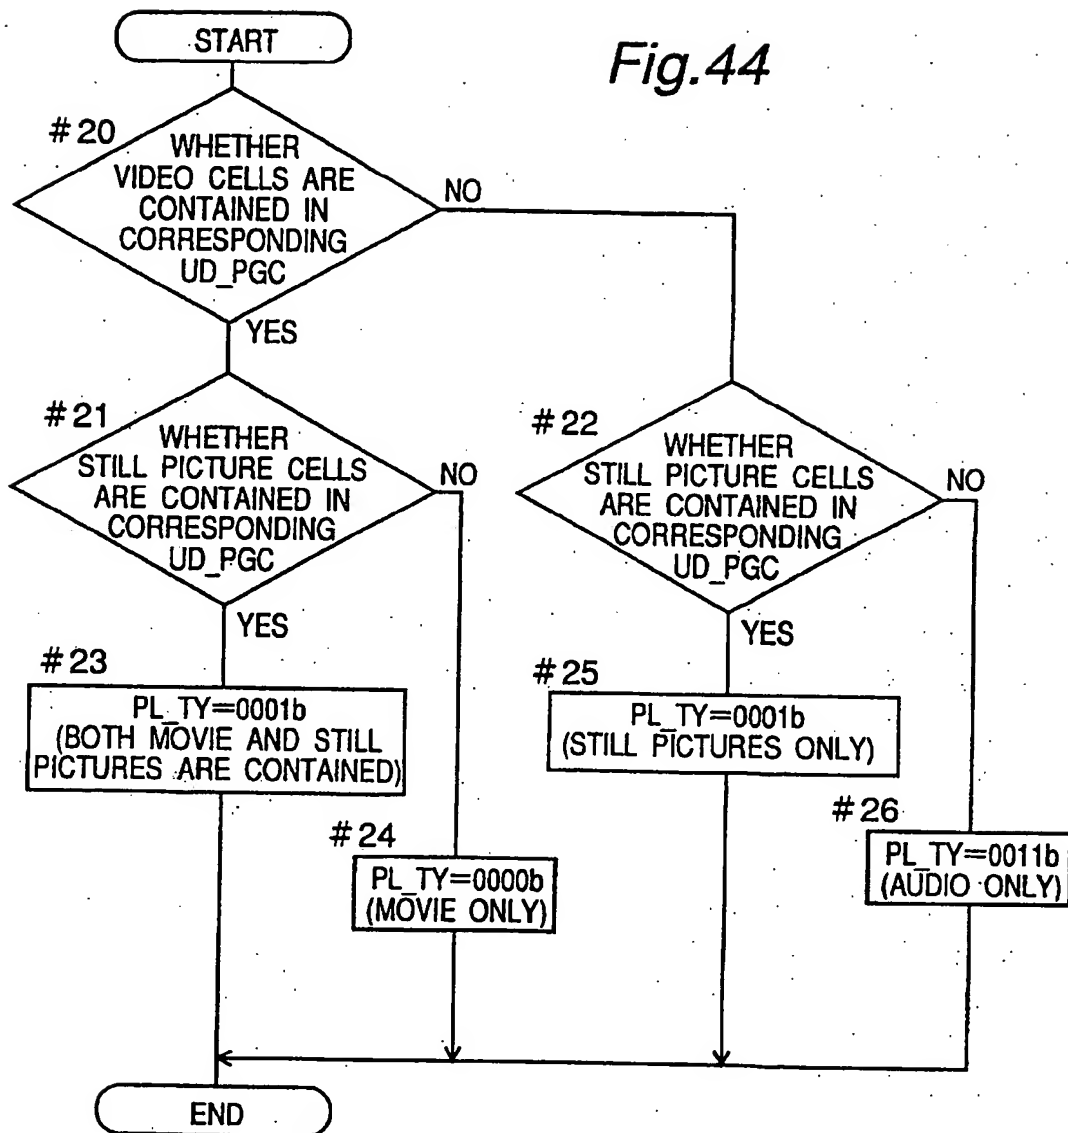 START
Fig.44
#20
WHETHER
VIDEO CELLS ARE
CONTAINED IN
CORRESPONDING
UD_PGC
NO
YES
#21
WHETHER
STILL PICTURE CELLS
ARE CONTAINED IN
CORRESPONDING
UD_PGC
NO
YES
#22
WHETHER
STILL PICTURE CELLS
ARE CONTAINED IN
CORRESPONDING
UD_PGC
NO
YES
#23
PL_TY=0001b
(BOTH MOVIE AND STILL
PICTURES ARE CONTAINED)
#24
PL_TY=0000b
(MOVIE ONLY)
#25
PL_TY=0001b
(STILL PICTURES ONLY)
#26
PL_TY=0011b
(AUDIO ONLY)
END